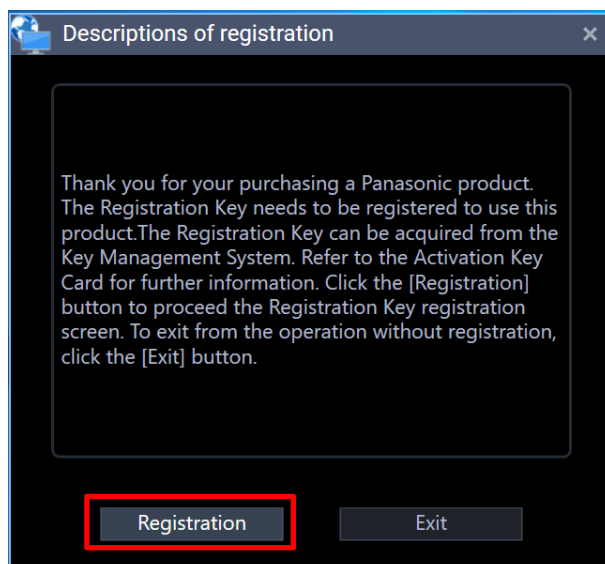 Descriptions of registration
Thank you for your purchasing a Panasonic product.
The Registration Key needs to be registered to use this
product.The Registration Key can be acquired from the
Key Management System. Refer to the Activation Key
Card for further information. Click the [Registration]
button to proceed the Registration Key registration
screen. To exit from the operation without registration,
click the [Exit] button.
Registration
Exit